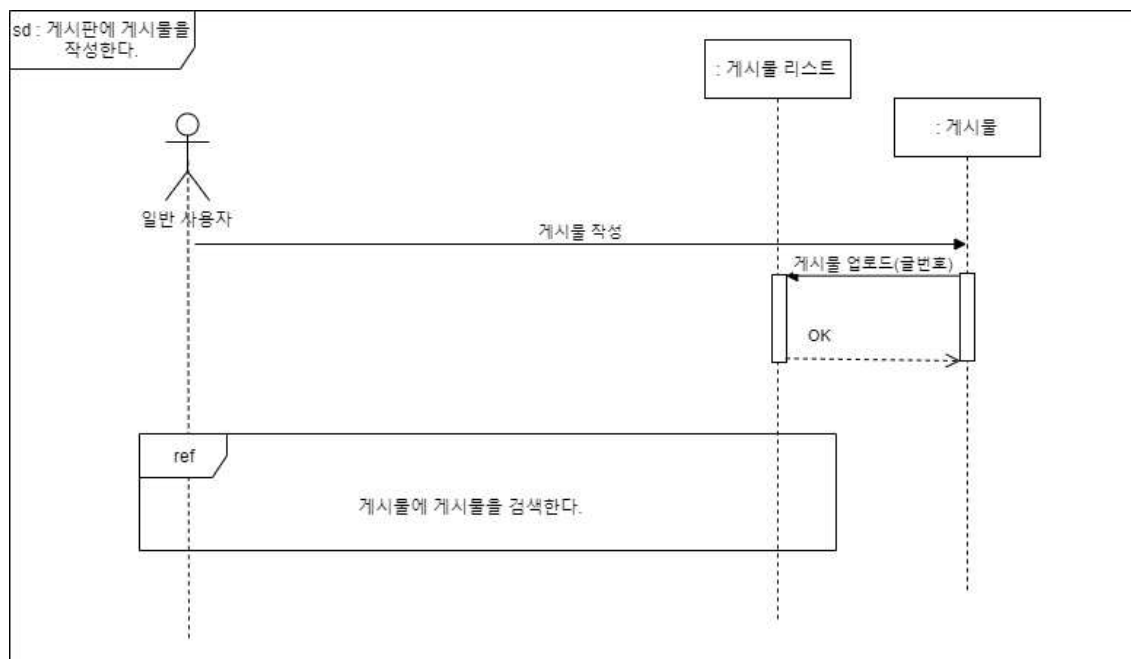 sd : 게시판에 게시물을
작성한다.
: 게시물 리스트
: 게시물
일반 사용자
게시물 작성
게시물 업로드(글번호)
OK
ref
게시물에 게시물을 검색한다.